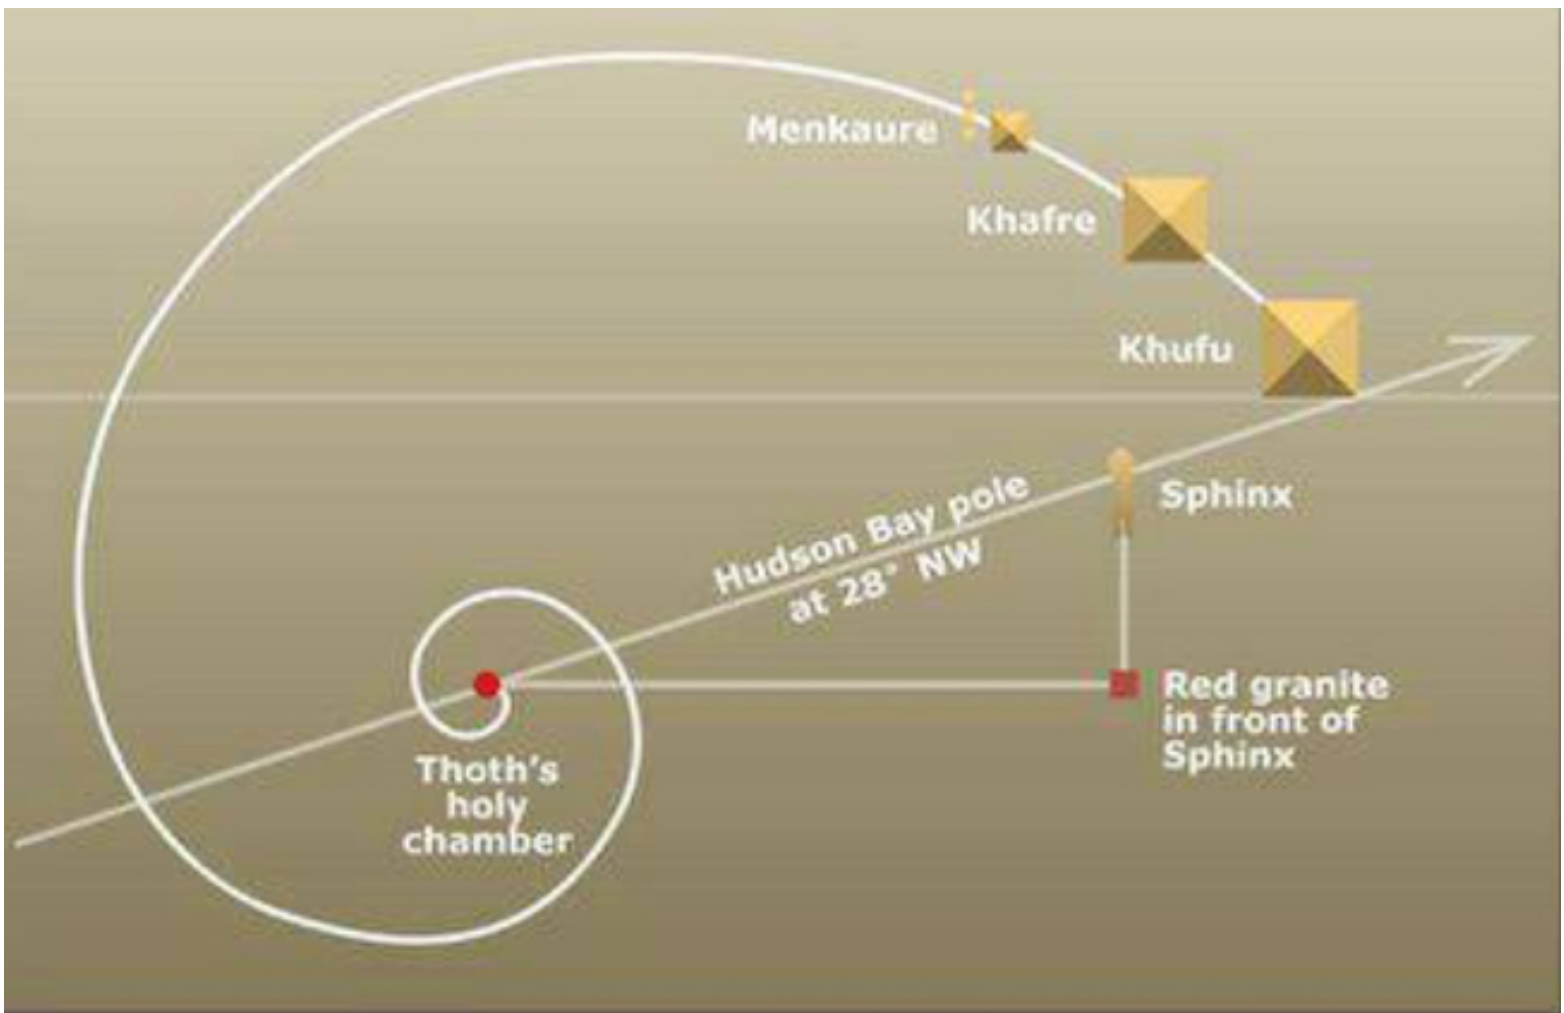 Menkaure
Khafre
Khufu
Sphinx
Hudson Bay pole
at 28° NW
Red granite
in front of
Sphinx
Thoth's
holy
chamber